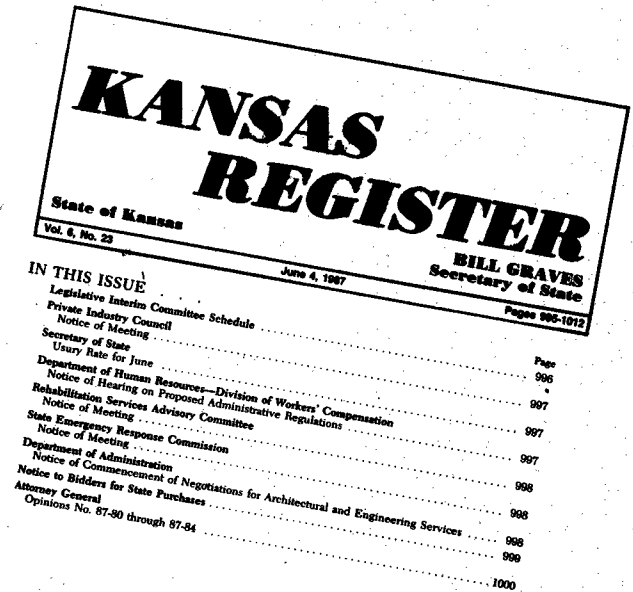 KANSAS
REGISTER
State of Kansas
BILL GRAVES
Secretary of State
Vol. 6, No. 23 June 4, 1987 Pages 995-1012
IN THIS ISSUE
Page
Legislative Interim Committee Schedule ..... 996
Private Industry Council
Notice of Meeting ..... 997
Secretary of State
Usury Rate for June ..... 997
Department of Human Resources—Division of Workers' Compensation
Notice of Hearing on Proposed Administrative Regulations ..... 997
Rehabilitation Services Advisory Committee
Notice of Meeting ..... 998
State Emergency Response Commission
Notice of Meeting ..... 998
Department of Administration
Notice of Commencement of Negotiations for Architectural and Engineering Services ..... 998
Notice to Bidders for State Purchases ..... 999
Attorney General
Opinions No. 87-80 through 87-84 ..... 1000